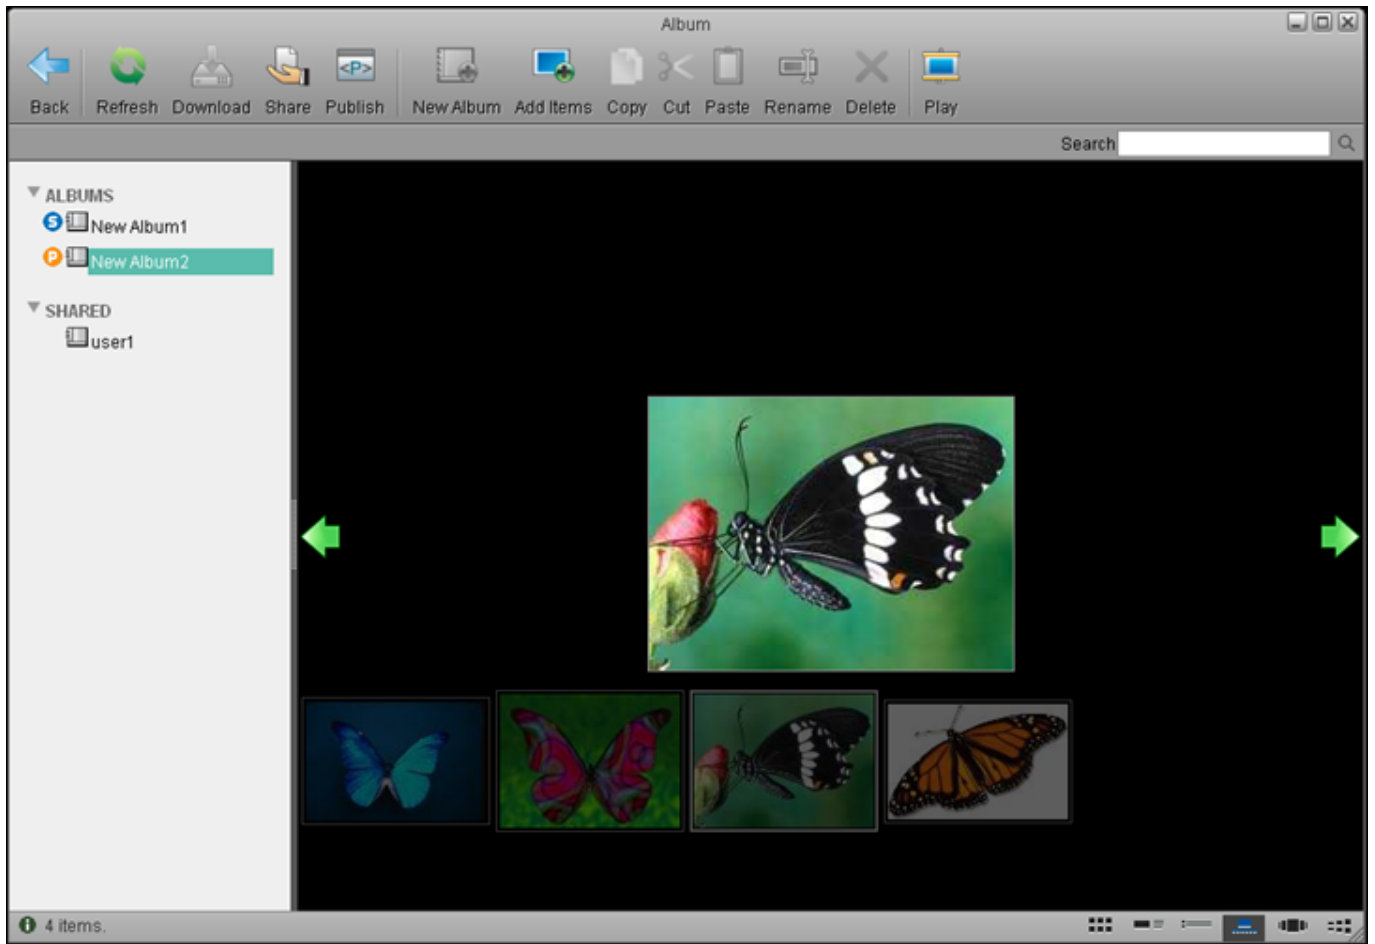 Album
Back Refresh Download Share <P> Publish New Album Add Items Copy Cut Paste Rename Delete Play
Search
ALBUMS
S New Album1
P New Album2
SHARED
user1
4 items.